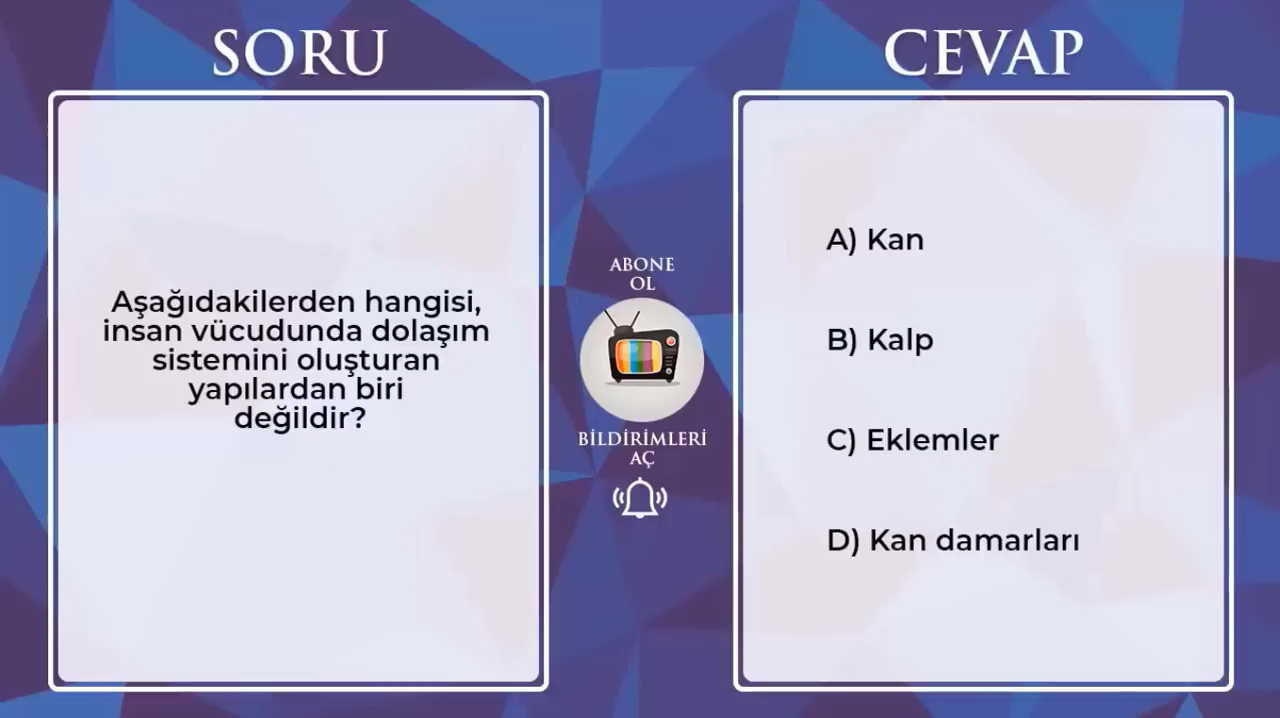 SORU
Aşağıdakilerden hangisi,
insan vücudunda dolaşım
sistemini oluşturan
yapılardan biri
değildir?
ABONE
OL
BİLDİRİMLERİ
AÇ
CEVAP
A) Kan
B) Kalp
C) Eklemler
D) Kan damarları